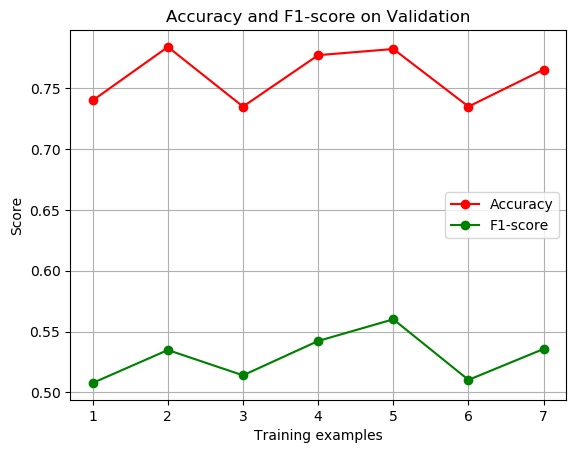 Accuracy and F1-score on Validation
Score
0.75
0.70
0.65
0.60
0.55
0.50
Accuracy
F1-score
1 2 3 4 5 6 7
Training examples